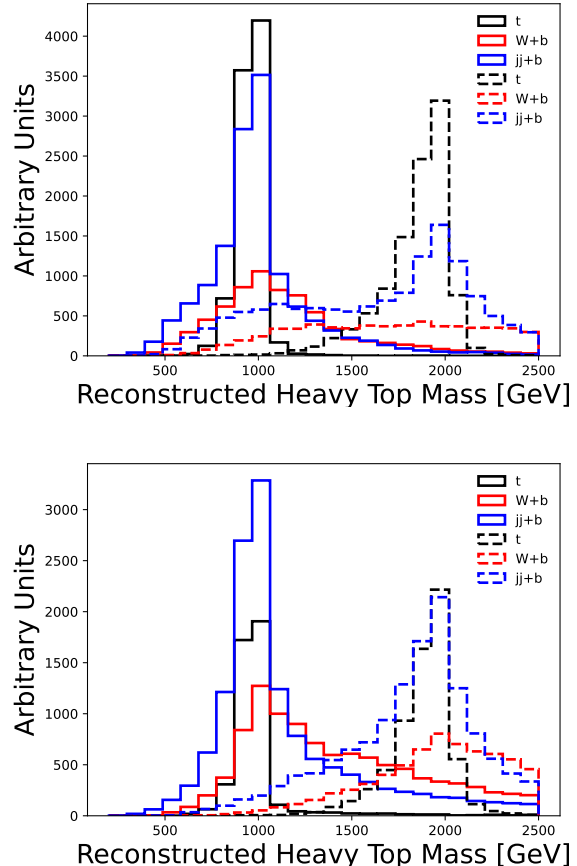 4000
3500
3000
2500
2000
1500
1000
500
0
Arbitrary Units
t
W+b
jj+b
t
W+b
jj+b
500 1000 1500 2000 2500
Reconstructed Heavy Top Mass [GeV]
3000
2500
2000
1500
1000
500
0
Arbitrary Units
t
W+b
jj+b
t
W+b
jj+b
500 1000 1500 2000 2500
Reconstructed Heavy Top Mass [GeV]